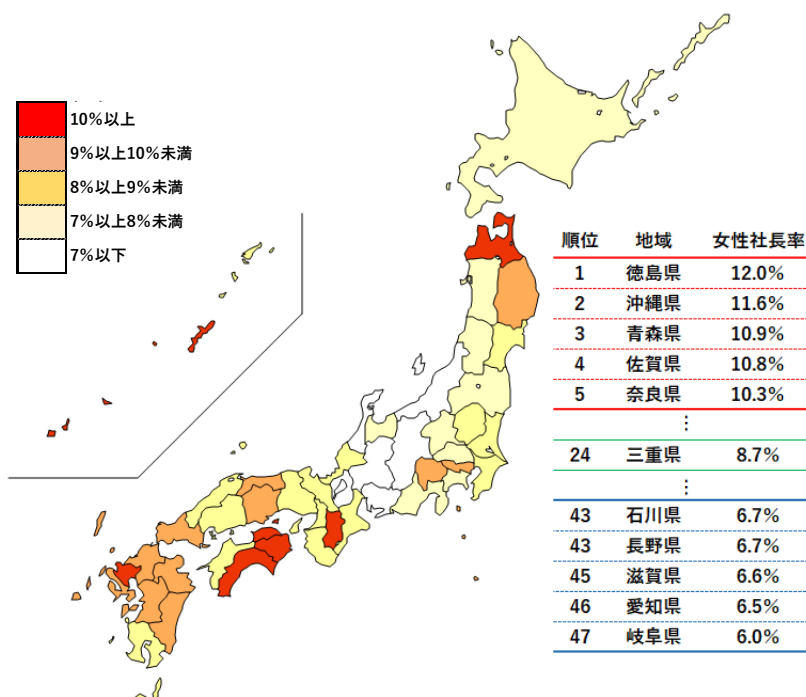 10%以上
9%以上10%未満
8%以上9%未満
7%以上8%未満
7%以下
順位 地域 女性社長率
1 徳島県 12.0%
2 沖縄県 11.6%
3 青森県 10.9%
4 佐賀県 10.8%
5 奈良県 10.3%
⋮
24 三重県 8.7%
⋮
43 石川県 6.7%
43 長野県 6.7%
45 滋賀県 6.6%
46 愛知県 6.5%
47 岐阜県 6.0%